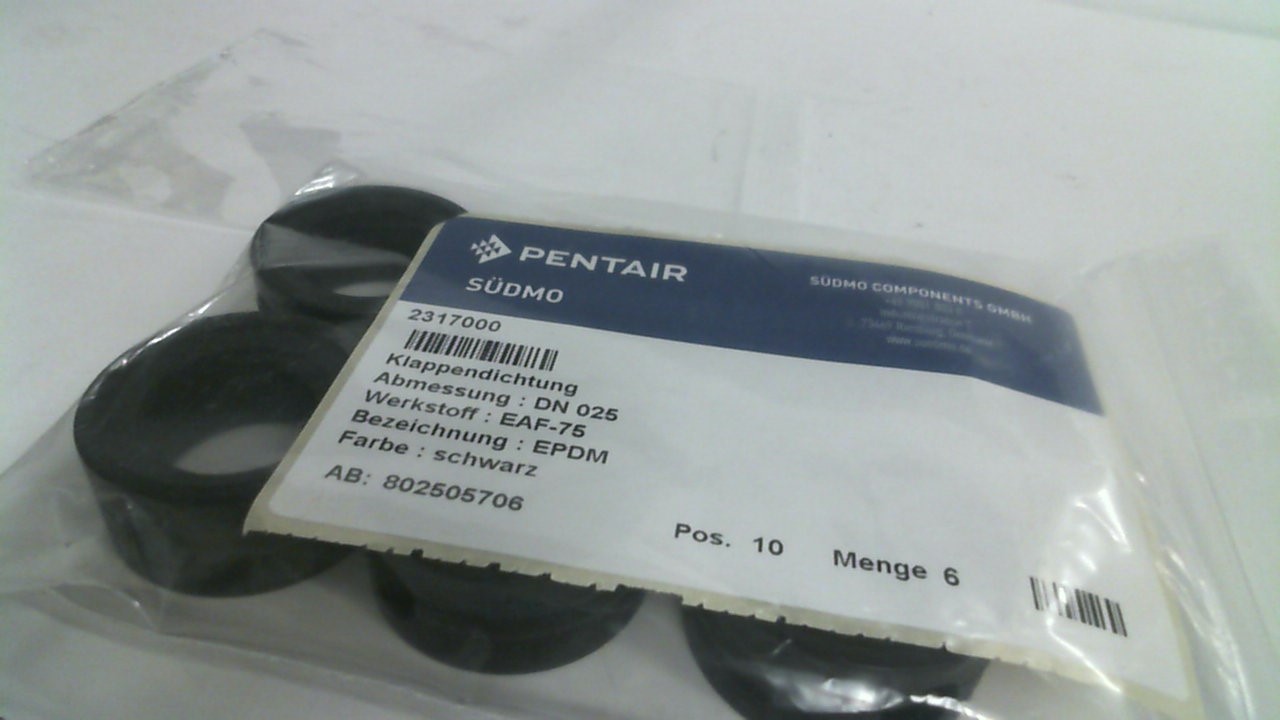 PENTAIR
SÜDMO
SÜDMO COMPONENTS GMBH
2317000
Klappendichtung
Abmessung : DN 025
Werkstoff : EAF-75
Bezeichnung : EPDM
Farbe : schwarz
AB: 802505706
Pos. 10 Menge 6